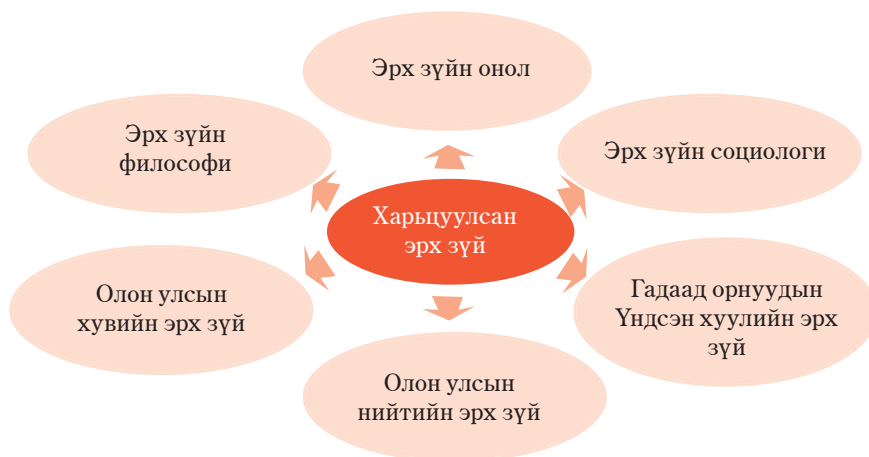 Эрх зүйн онол
Эрх зүйн
философи
Эрх зүйн социологи
Харьцуулсан
эрх зүй
Олон улсын
хувийн эрх зүй
Гадаад орнуудын
Үндсэн хуулийн эрх
зүй
Олон улсын
нийтийн эрх зүй